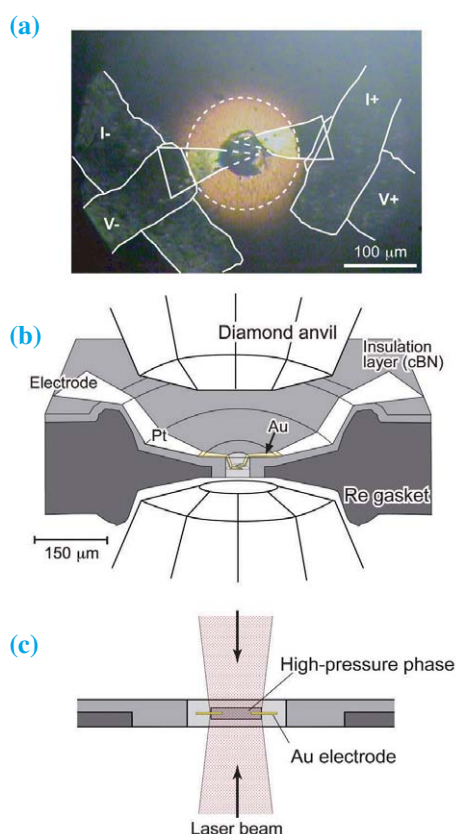 (a)
I-
I+
V-
V+
100 μm
(b)
Diamond anvil
Insulation
layer (cBN)
Electrode
Pt
Au
Re gasket
150 μm
(c)
High-pressure phase
Au electrode
Laser beam